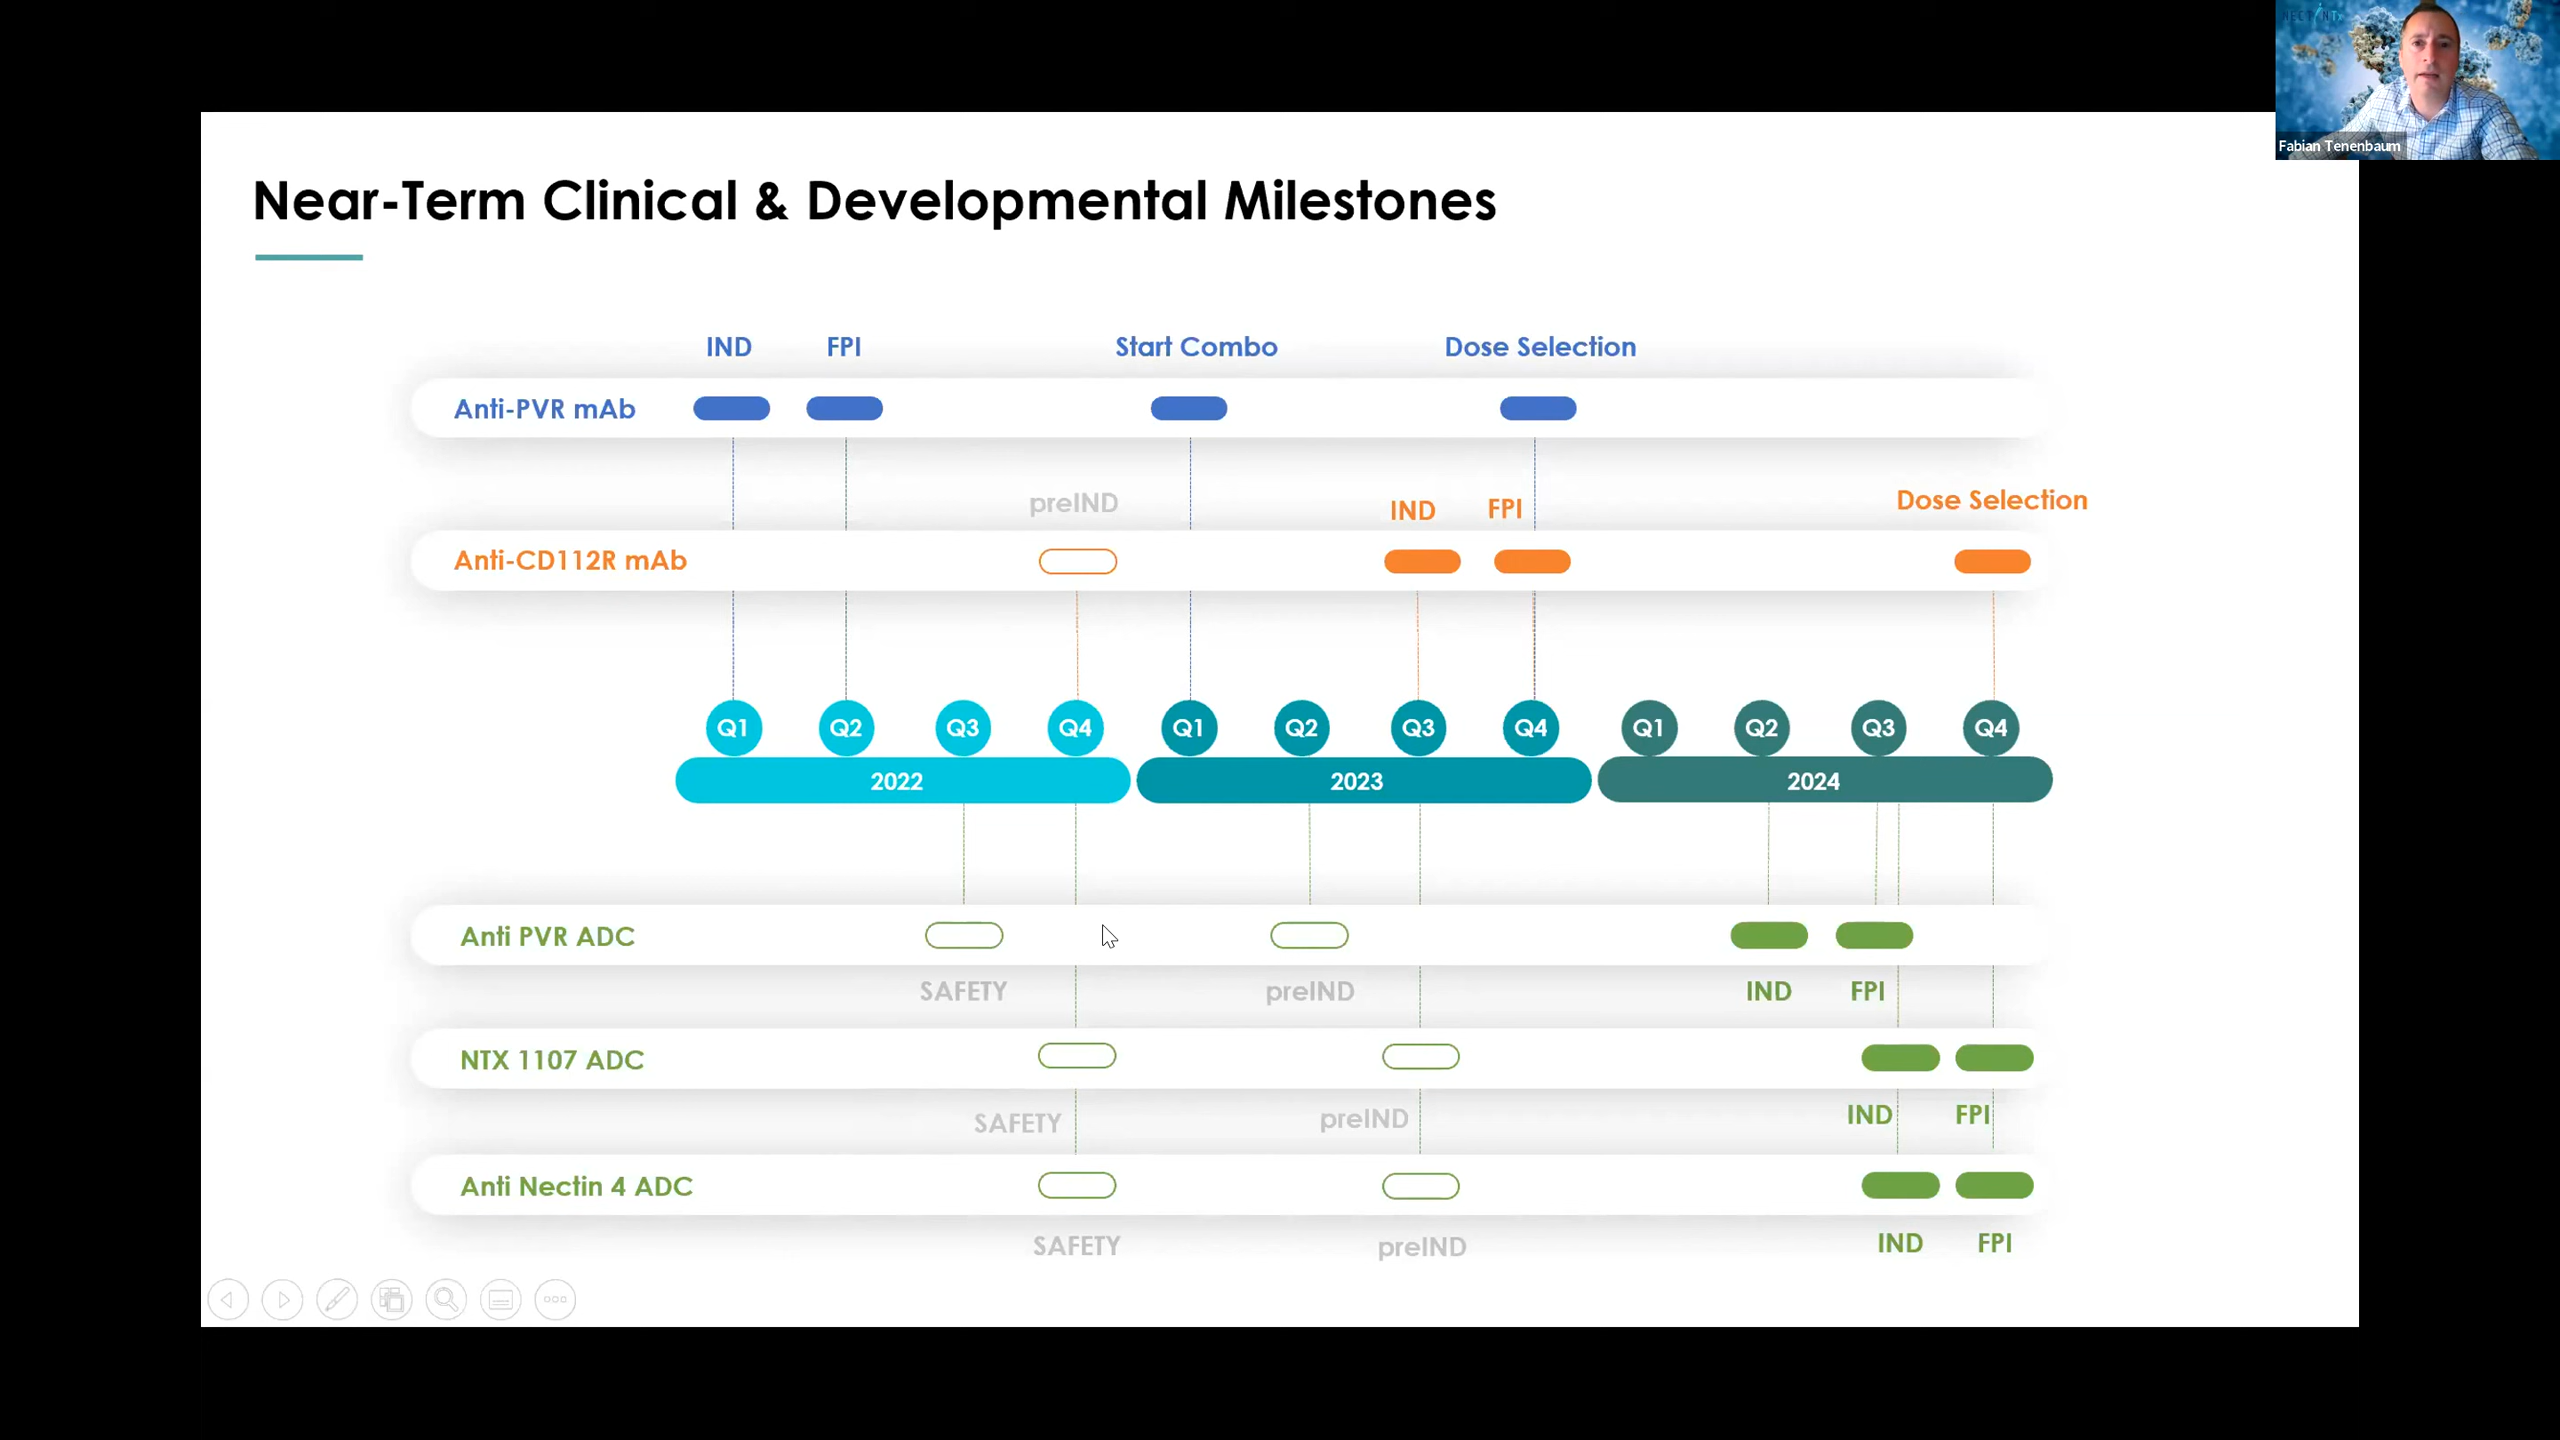 NECTINTx
Fabian Tenenbaum
Near-Term Clinical & Developmental Milestones
IND FPI Start Combo Dose Selection
Anti-PVR mAb
preIND IND FPI Dose Selection
Anti-CD112R mAb
Q1 Q2 Q3 Q4 Q1 Q2 Q3 Q4 Q1 Q2 Q3 Q4
2022 2023 2024
Anti PVR ADC
SAFETY preIND IND FPI
NTX 1107 ADC
SAFETY preIND IND FPI
Anti Nectin 4 ADC
SAFETY preIND IND FPI